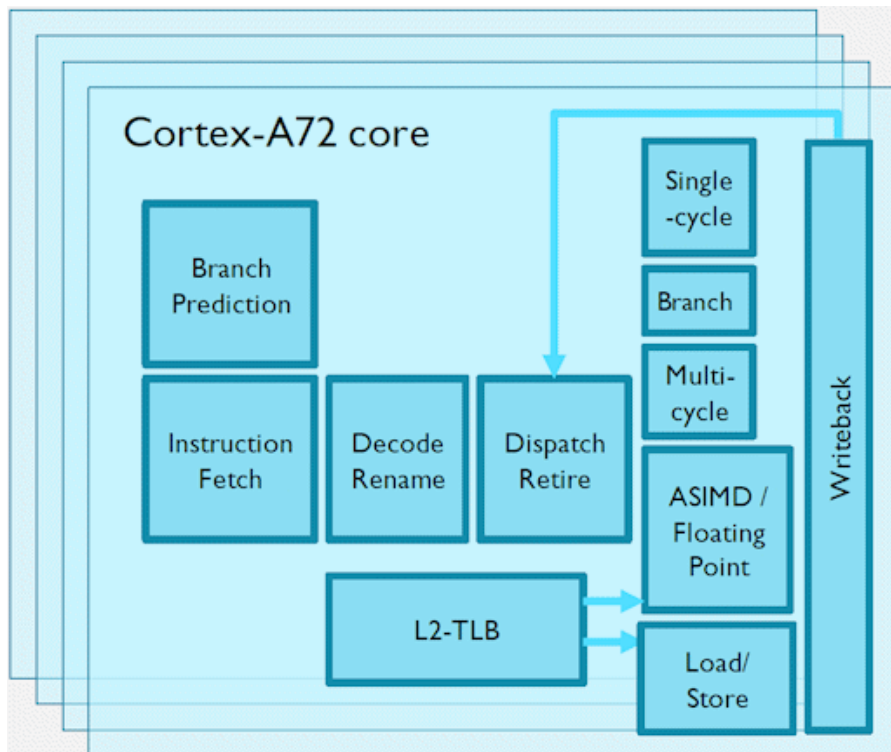 Cortex-A72 core
Branch
Prediction
Instruction
Fetch
Decode
Rename
Dispatch
Retire
L2-TLB
Single
-cycle
Branch
Multi-
cycle
ASIMD /
Floating
Point
Load/
Store
Writeback